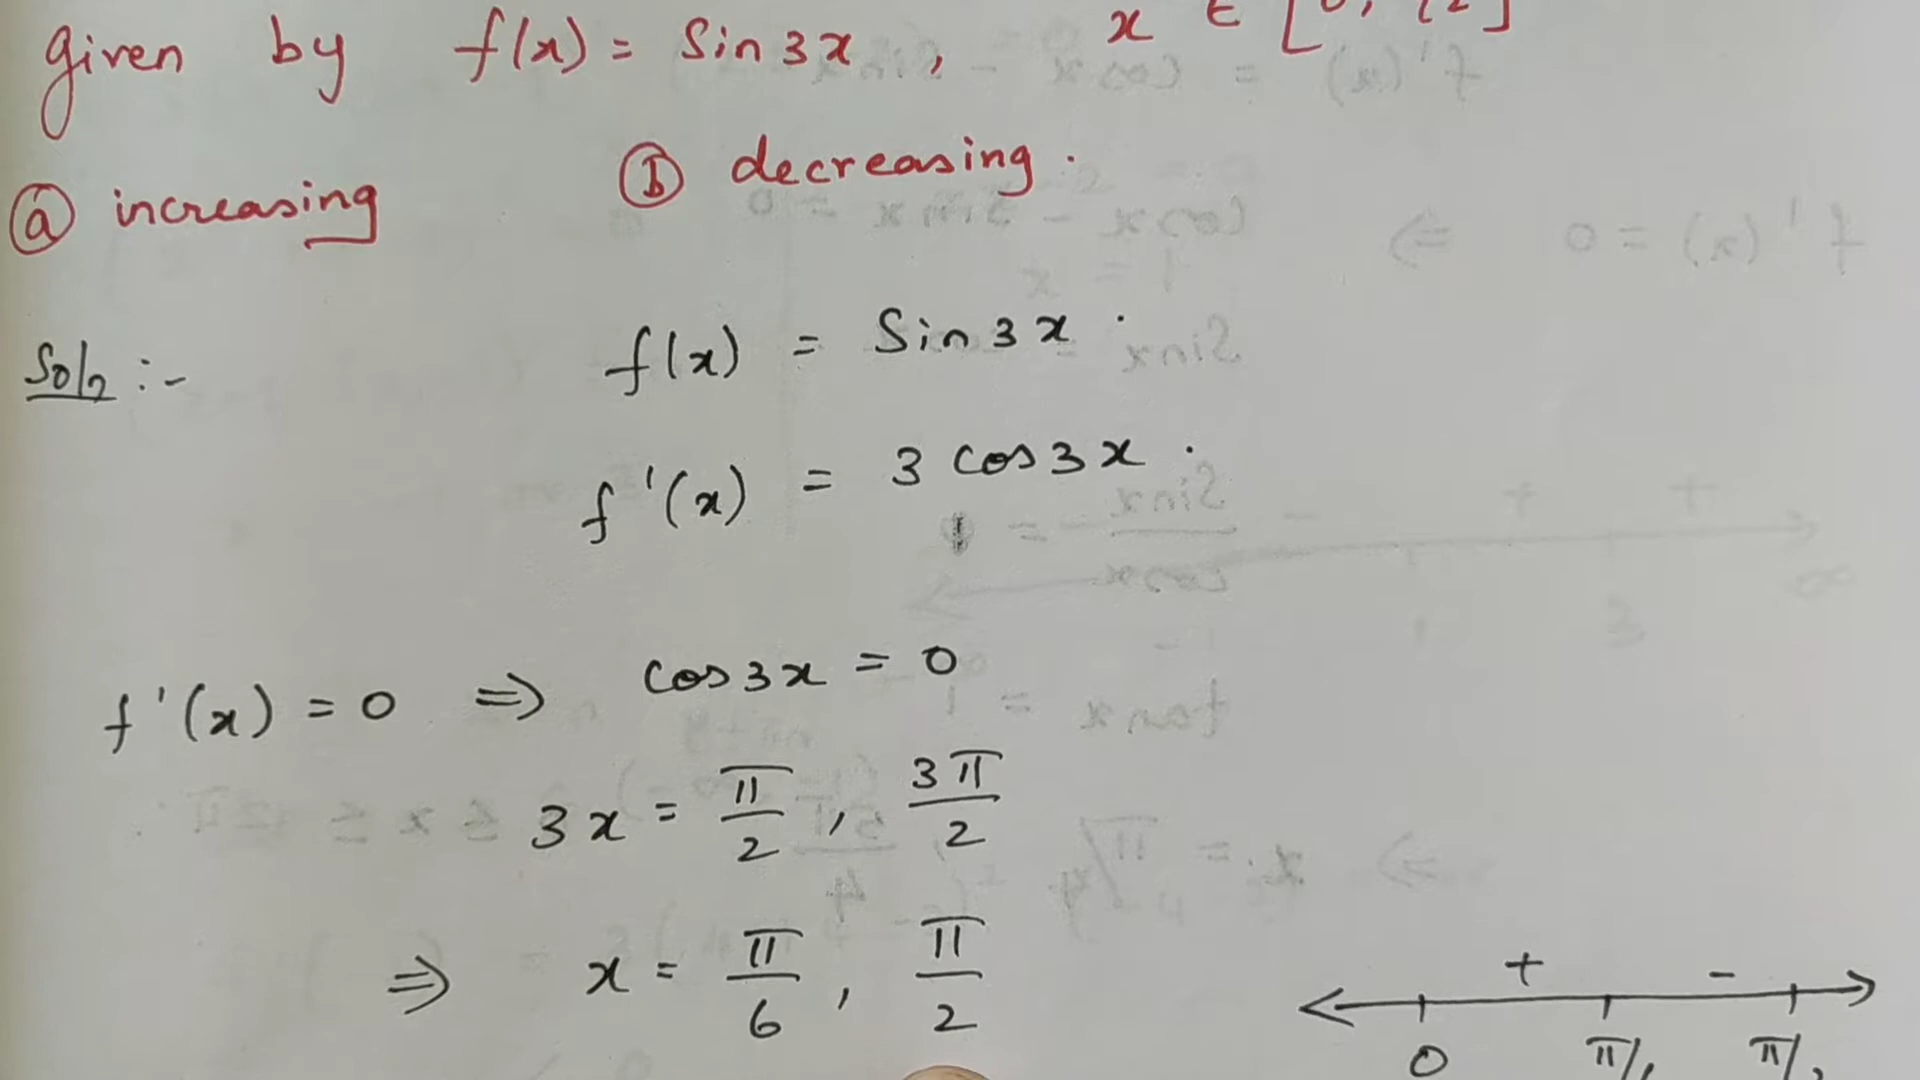 given by f(x) = Sin 3x , x ∈
ⓐ increasing ⓑ decreasing .
Soln :- f(x) = Sin 3x .
f'(x) = 3 cos 3x .
f'(x) = 0 ⇒ cos 3x = 0
3x = π/2 , 3π/2
⇒ x = π/6 , π/2
+ -
0